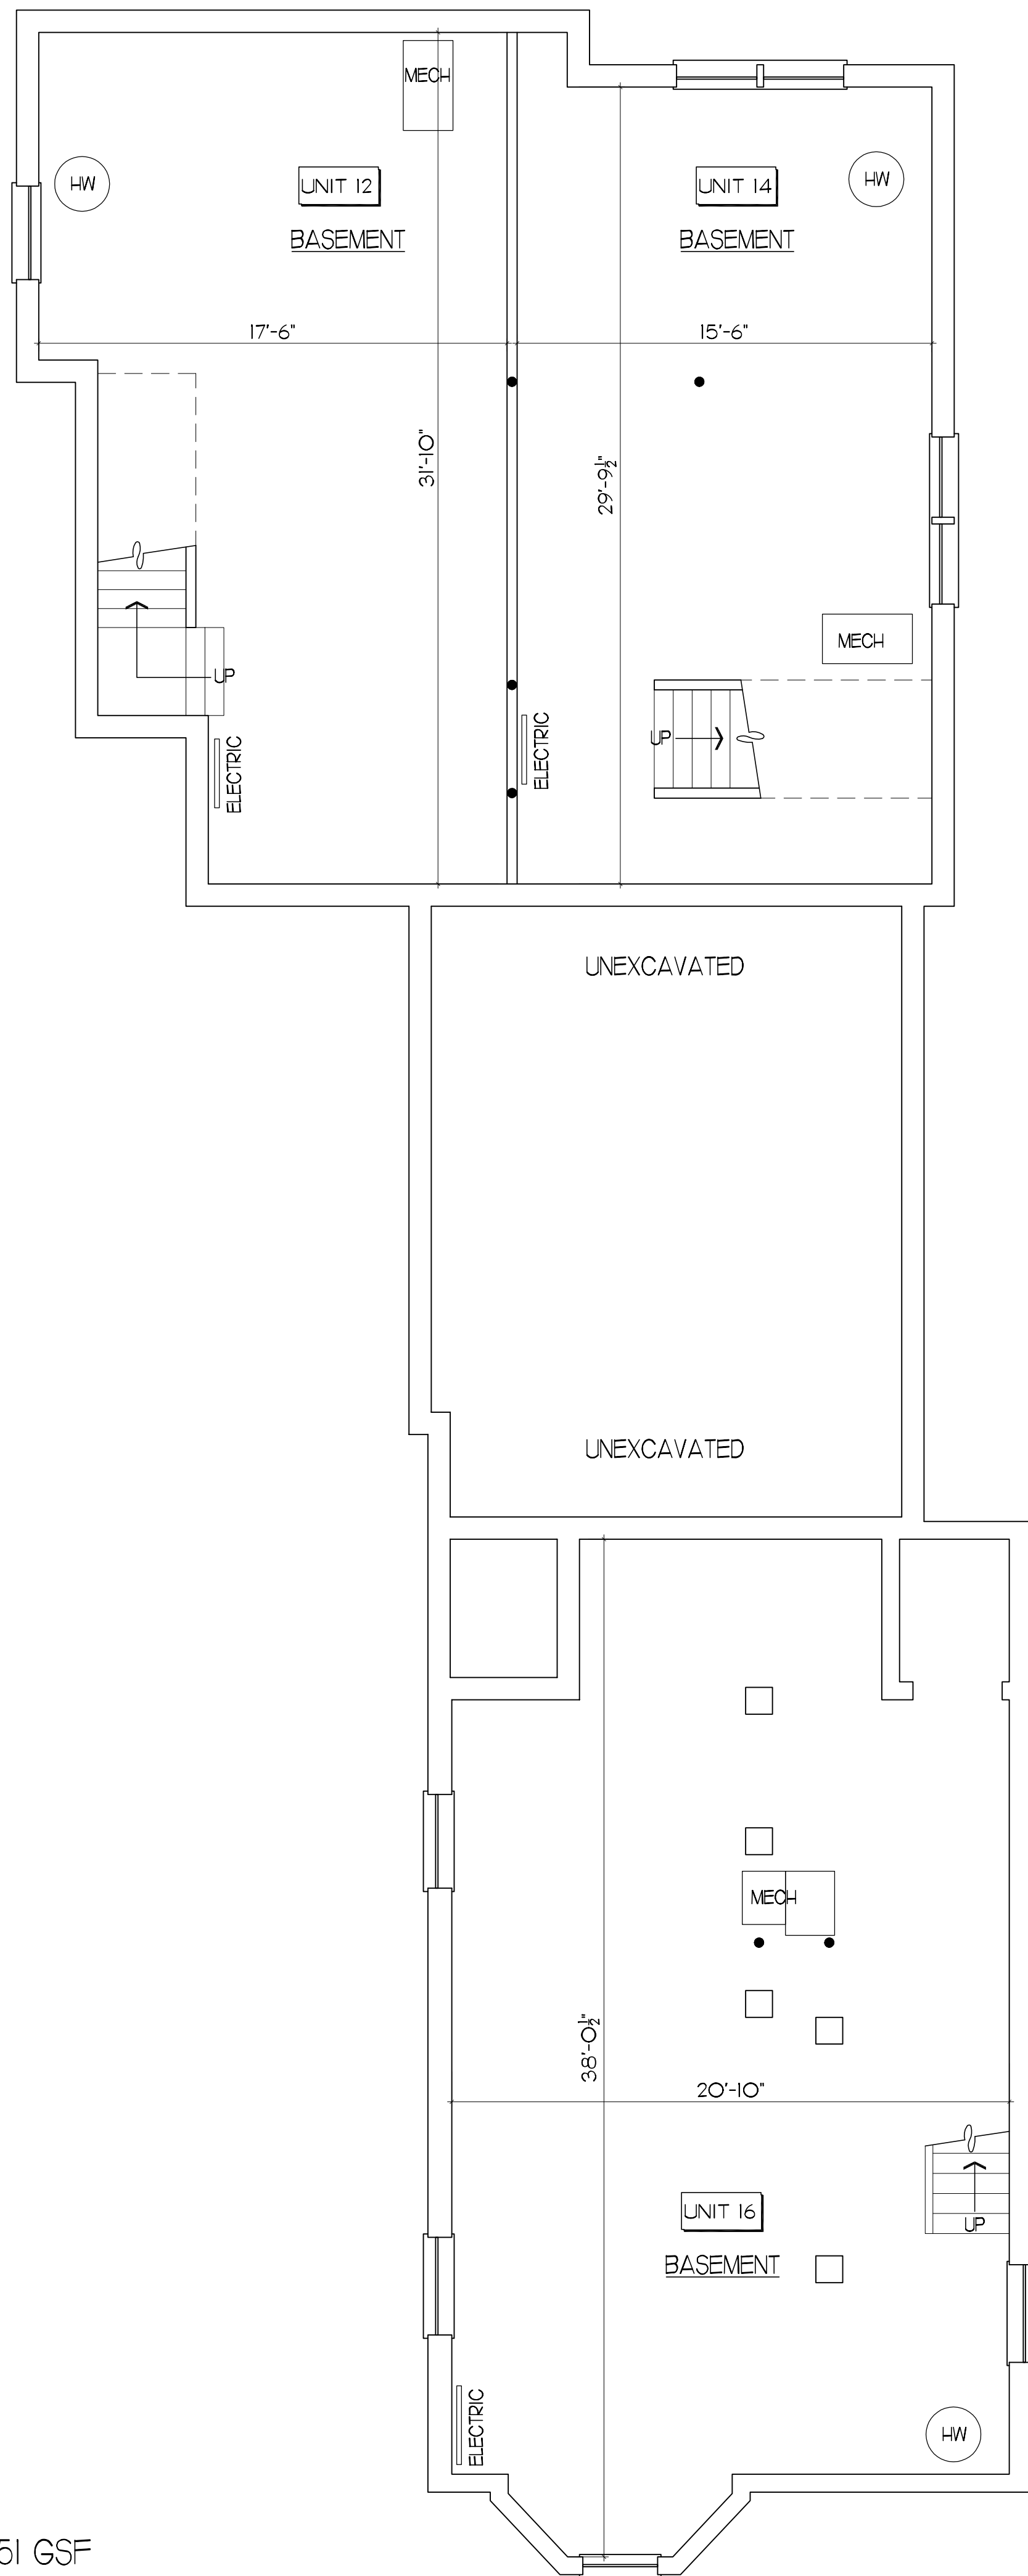 MECH
HW
UNIT 12
UNIT 14
HW
BASEMENT
BASEMENT
17'-6"
15'-6"
31'-10"
29'-9½"
MECH
UP
UP
ELECTRIC
ELECTRIC
UNEXCAVATED
UNEXCAVATED
MECH
38'-0½"
20'-10"
UNIT 16
UP
BASEMENT
ELECTRIC
HW
51 GSF